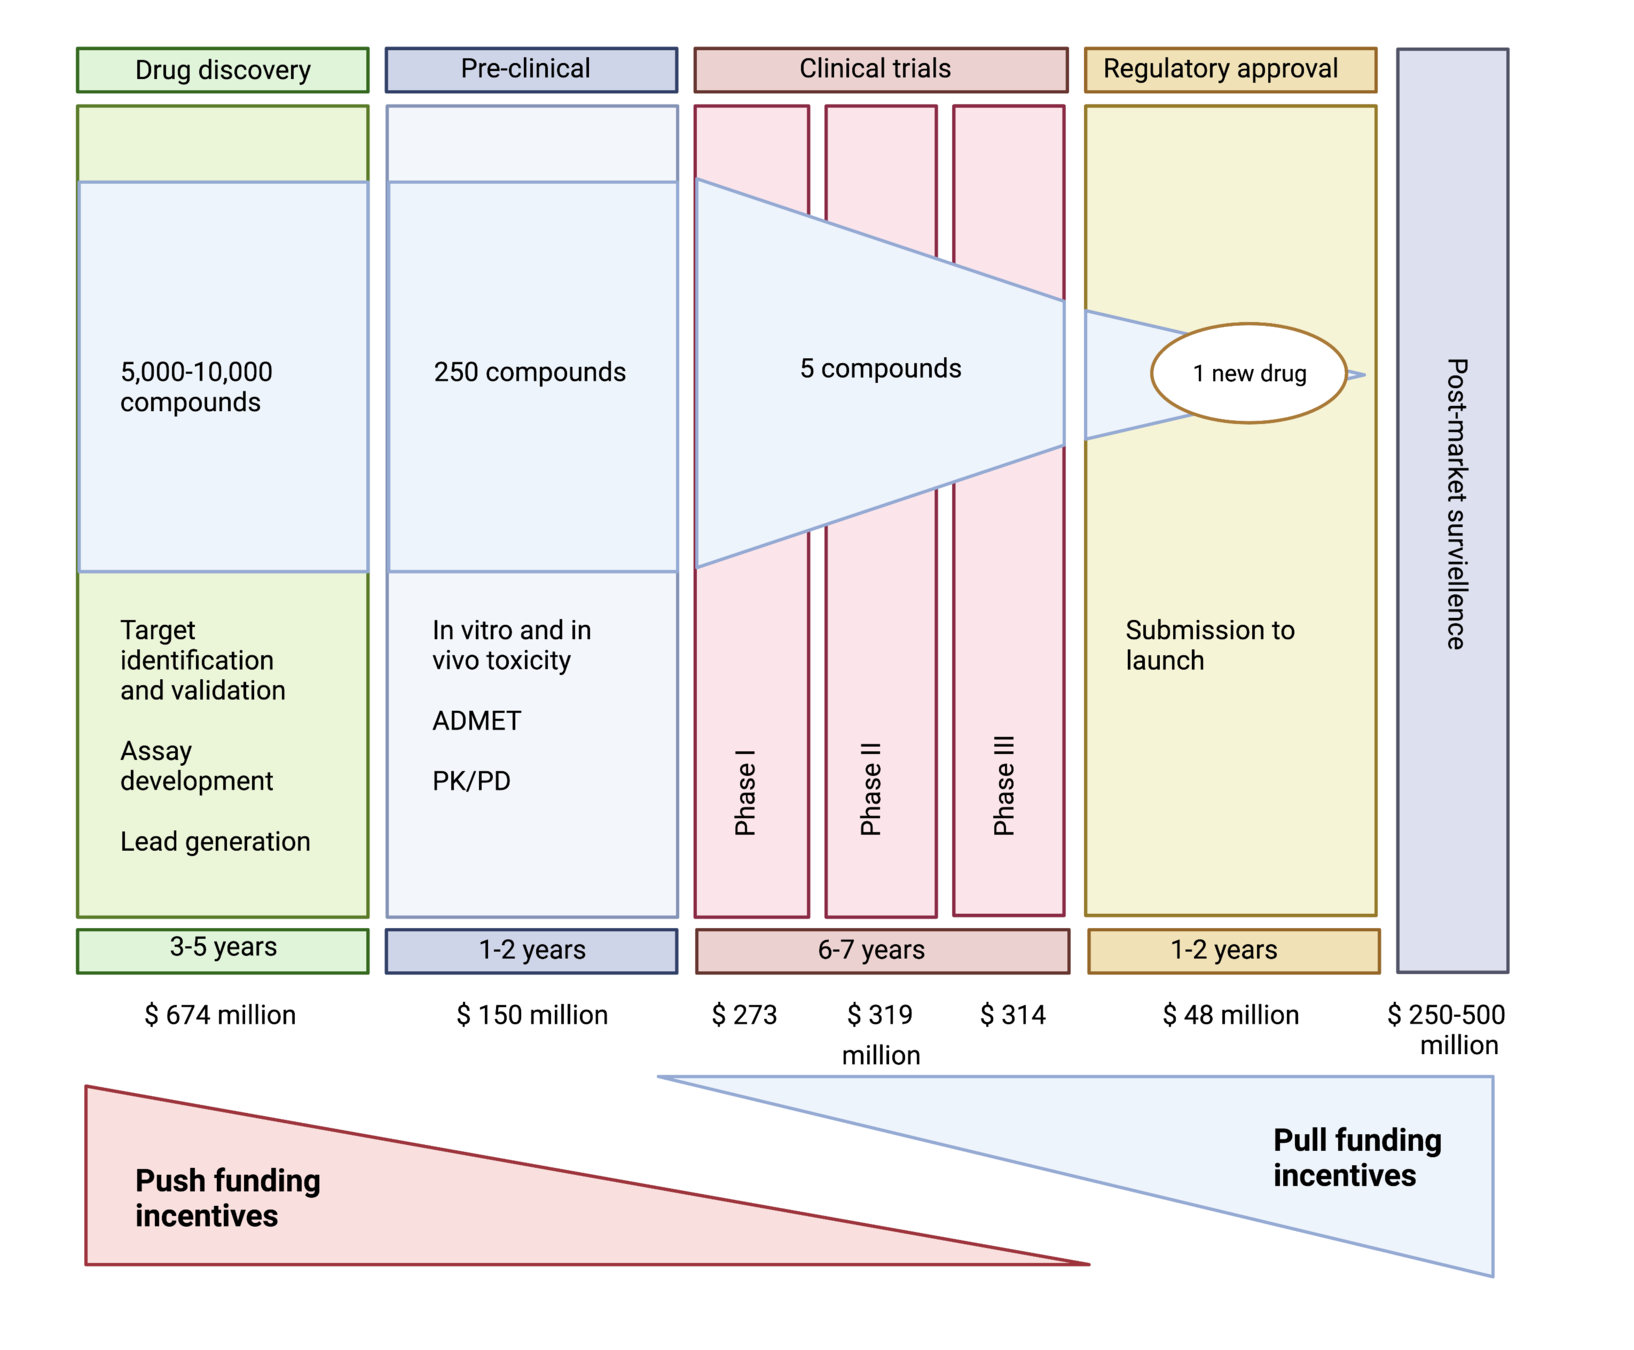 Drug discovery
Pre-clinical
Clinical trials
Regulatory approval
5,000-10,000
compounds
250 compounds
5 compounds
1 new drug
Post-market surviellence
Target
identification
and validation
Assay
development
Lead generation
In vitro and in
vivo toxicity
ADMET
PK/PD
Phase I
Phase II
Phase III
Submission to
launch
3-5 years
1-2 years
6-7 years
1-2 years
$ 674 million
$ 150 million
$ 273
$ 319
$ 314
million
$ 48 million
$ 250-500
million
Push funding
incentives
Pull funding
incentives